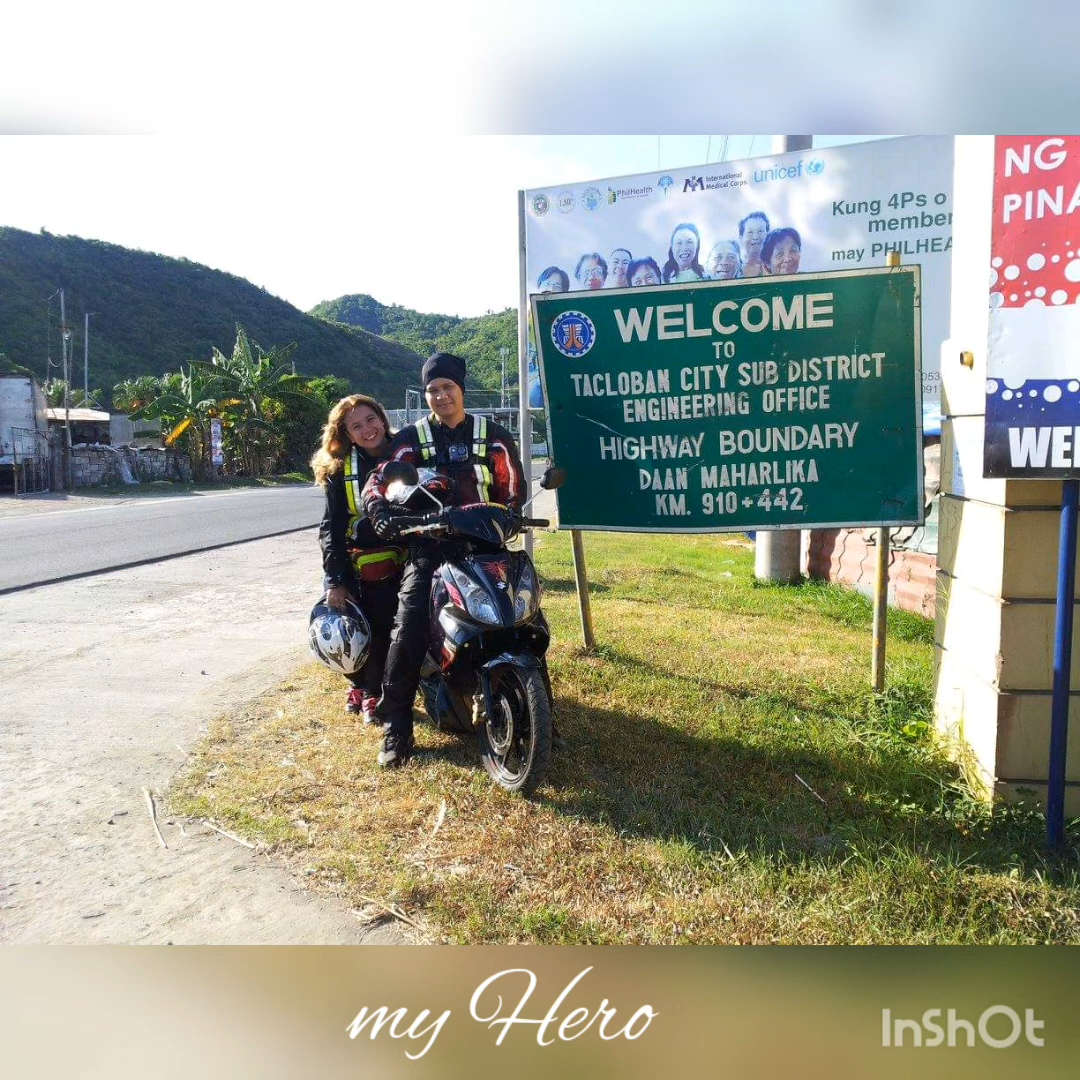 PhilHealth
International
Medical Corps
unicef
Kung 4Ps o
member
may PHILHEA
NG
PINA
WELCOME
TO
TACLOBAN CITY SUB DISTRICT
ENGINEERING OFFICE
HIGHWAY BOUNDARY
DAAN MAHARLIKA
KM. 910+442
WEL
my Hero
InShOt